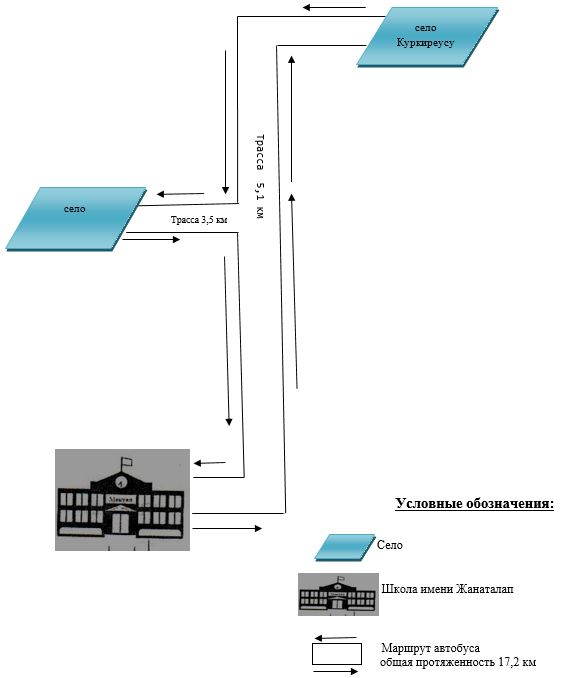 село
Куркиреусу
Трасса 5,1 км
село
Трасса 3,5 км
Мектеп
Условные обозначения:
Село
Школа имени Жанаталап
Маршрут автобуса
общая протяженность 17,2 км